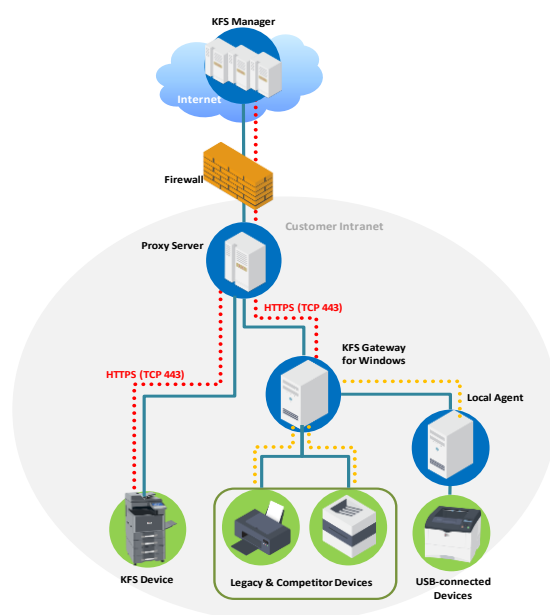 KFS Manager
Internet
Firewall
Customer Intranet
Proxy Server
HTTPS (TCP 443)
KFS Gateway
for Windows
HTTPS (TCP 443)
Local Agent
KFS Device
Legacy & Competitor Devices
USB-connected
Devices